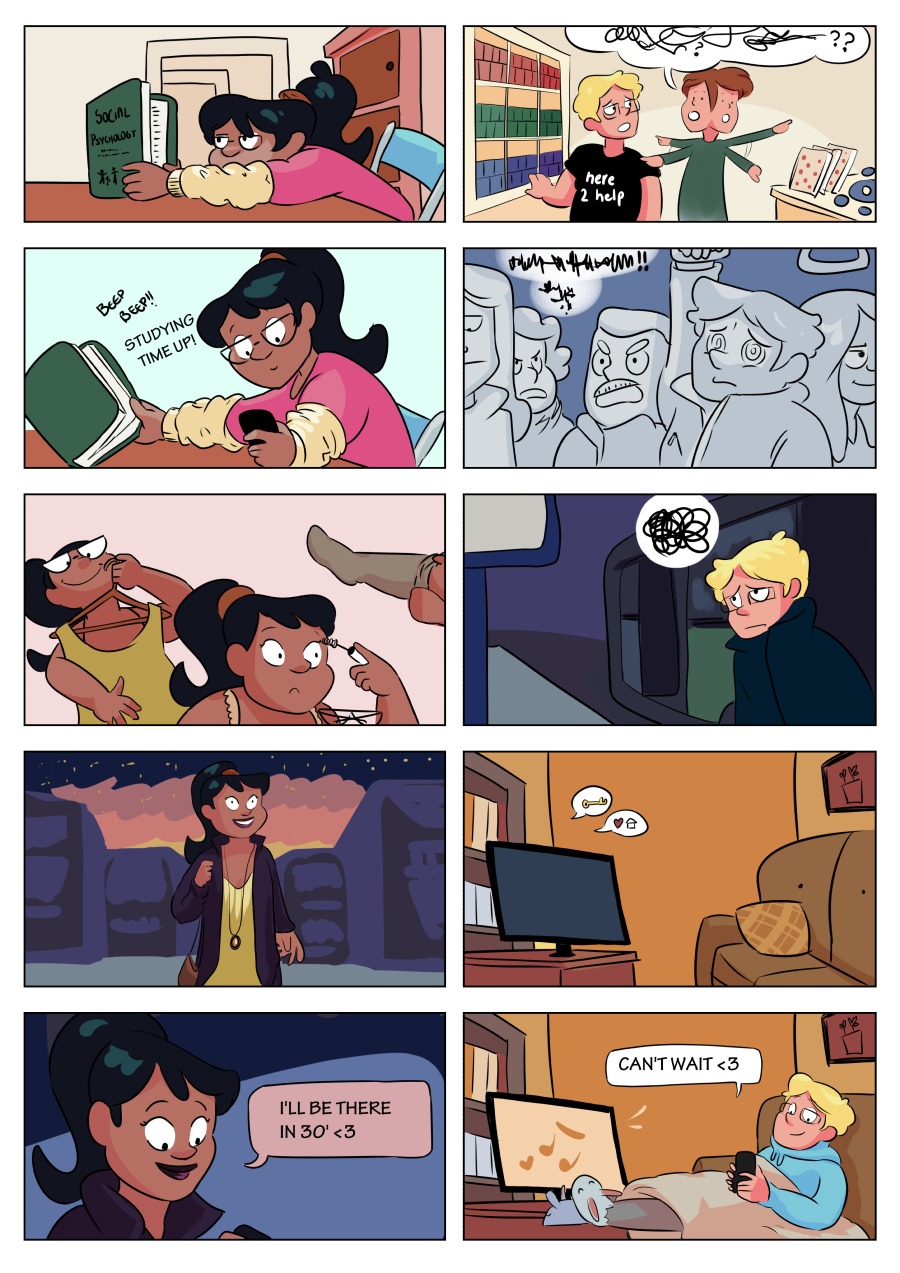 SOCIAL
PSYCHOLOGY
??
?
here
2 help
BEEP
BEEP!!
STUDYING
TIME UP!
!!
I'LL BE THERE
IN 30' <3
CAN'T WAIT <3